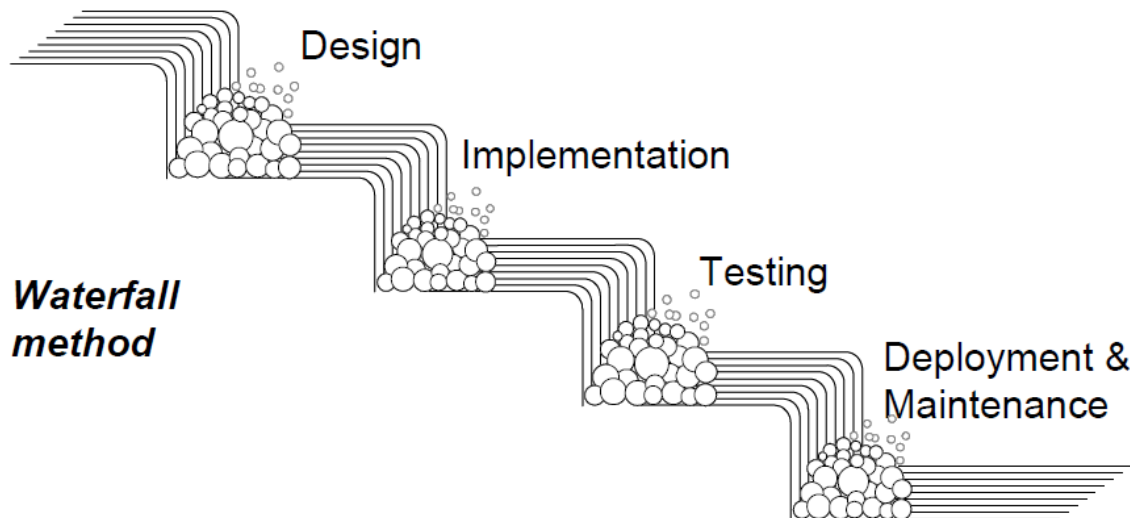 Design
Implementation
Testing
Waterfall
method
Deployment &
Maintenance